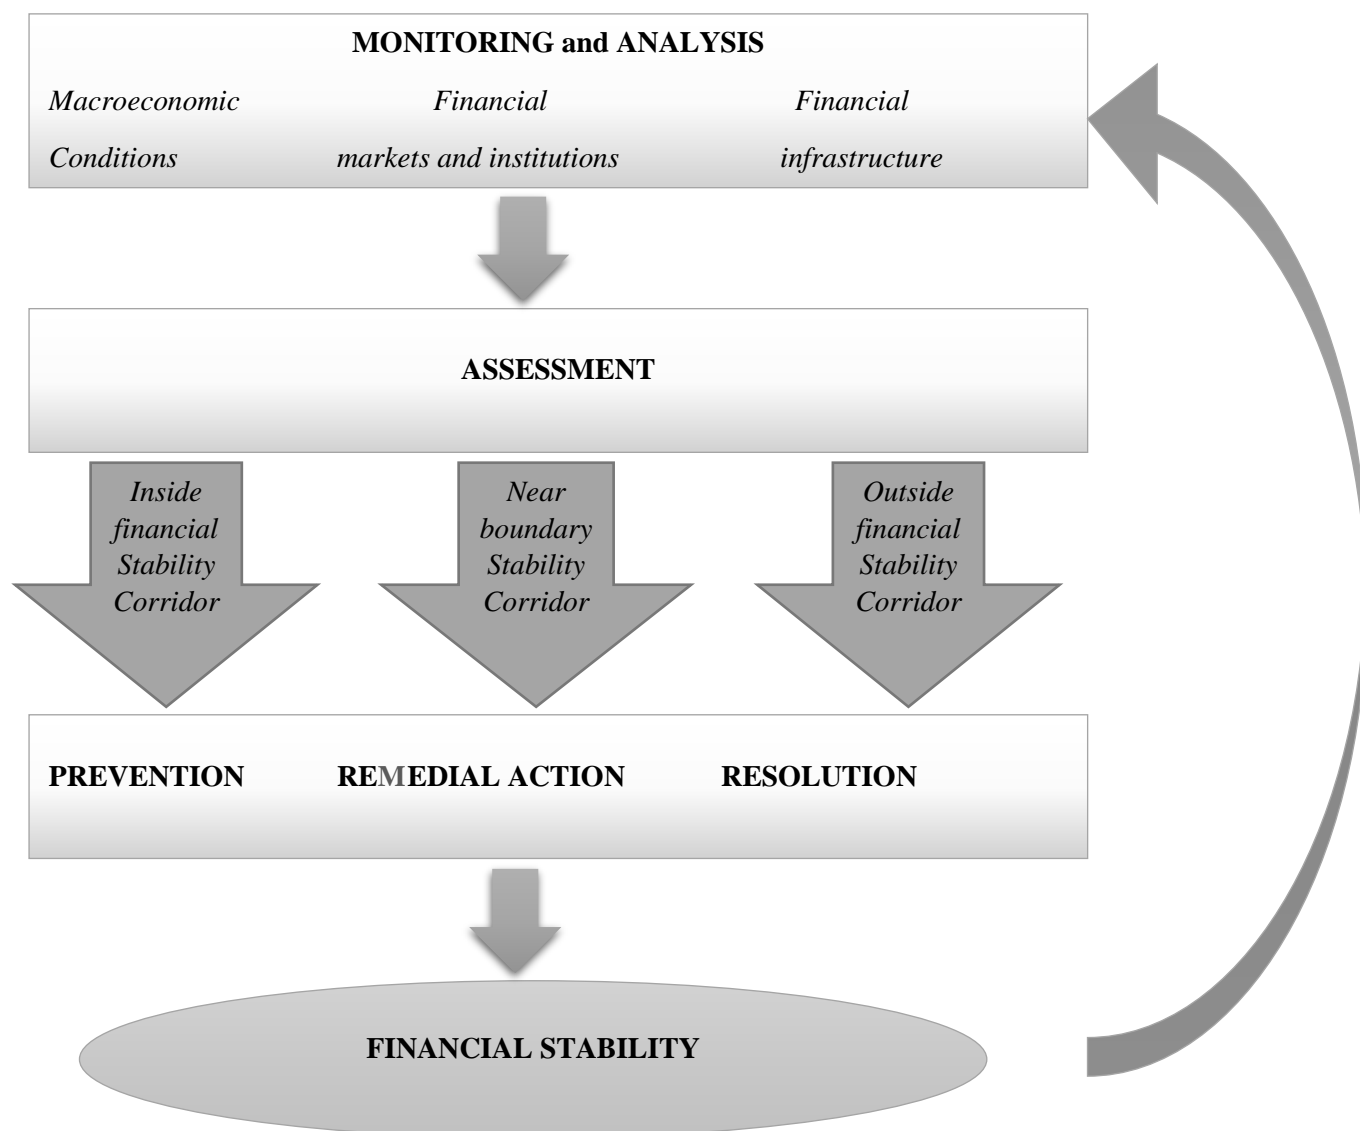 MONITORING and ANALYSIS
Macroeconomic Financial Financial
Conditions markets and institutions infrastructure
ASSESSMENT
Inside
financial
Stability
Corridor
Near
boundary
Stability
Corridor
Outside
financial
Stability
Corridor
PREVENTION REMEDIAL ACTION RESOLUTION
FINANCIAL STABILITY